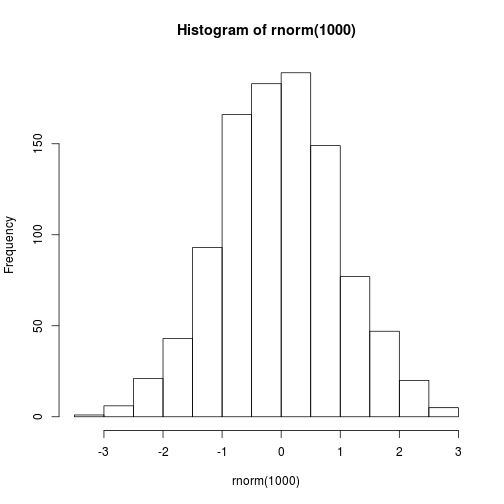 Histogram of rnorm(1000)
Frequency
150
100
50
0
-3 -2 -1 0 1 2 3
rnorm(1000)